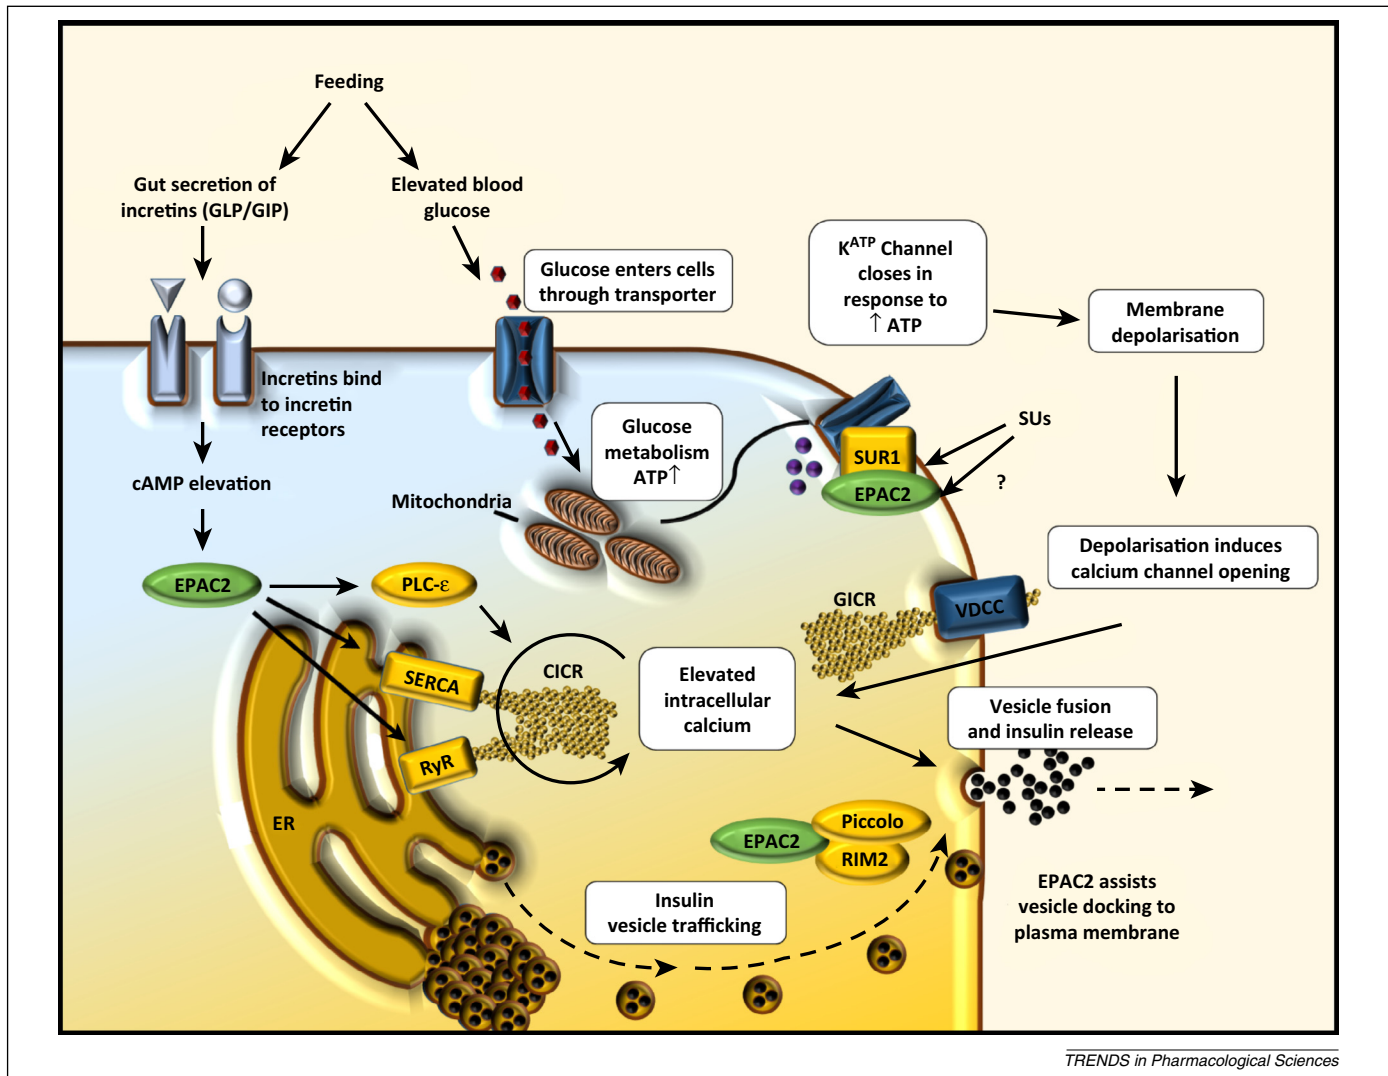 Feeding
Gut secretion of
incretins (GLP/GIP)
Elevated blood
glucose
Glucose enters cells
through transporter
K^ATP Channel
closes in
response to
↑ ATP
Membrane
depolarisation
Incretins bind
to incretin
receptors
Glucose
metabolism
ATP↑
SUs
SUR1
EPAC2
?
cAMP elevation
Mitochondria
Depolarisation induces
calcium channel opening
EPAC2
PLC-ε
GICR
VDCC
SERCA
CICR
Elevated
intracellular
calcium
RyR
Vesicle fusion
and insulin release
ER
EPAC2
Piccolo
RIM2
Insulin
vesicle trafficking
EPAC2 assists
vesicle docking to
plasma membrane
TRENDS in Pharmacological Sciences